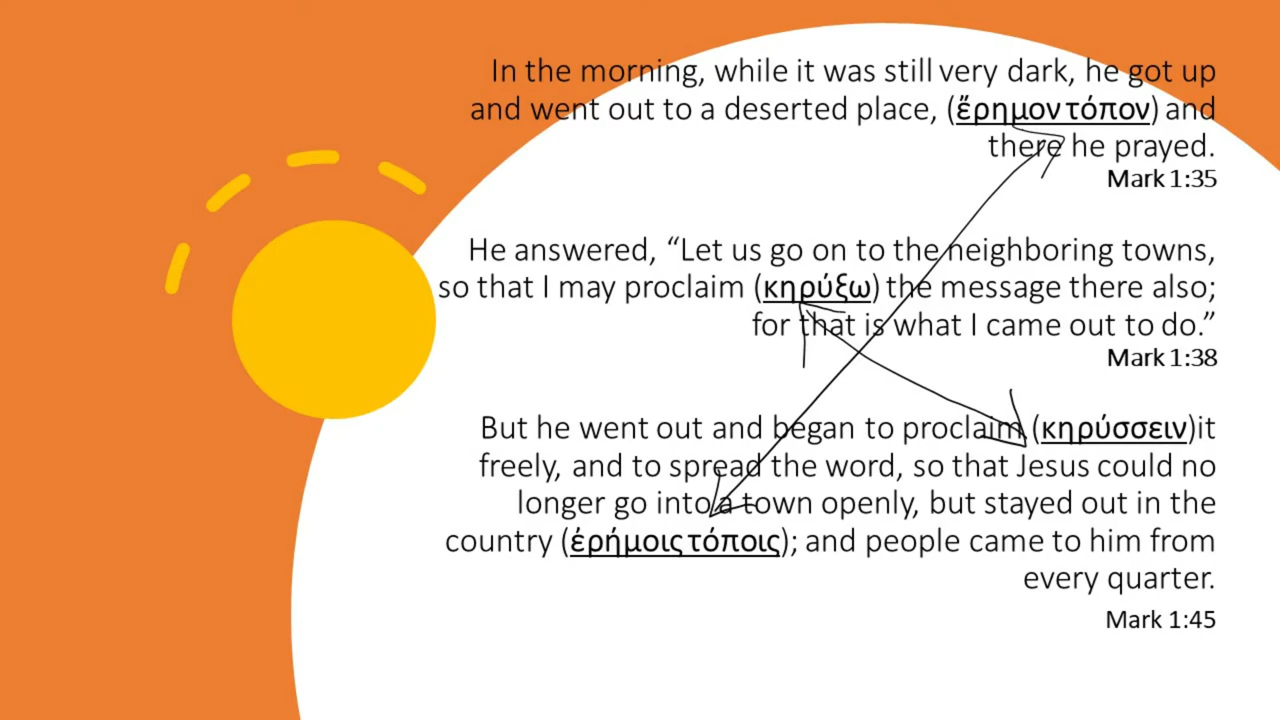 In the morning, while it was still very dark, he got up
and went out to a deserted place, (ἔρημον τόπον) and
there he prayed.
Mark 1:35
He answered, “Let us go on to the neighboring towns,
so that I may proclaim (κηρύξω) the message there also;
for that is what I came out to do.”
Mark 1:38
But he went out and began to proclaim (κηρύσσειν)it
freely, and to spread the word, so that Jesus could no
longer go into a town openly, but stayed out in the
country (ἐρήμοις τόποις); and people came to him from
every quarter.
Mark 1:45